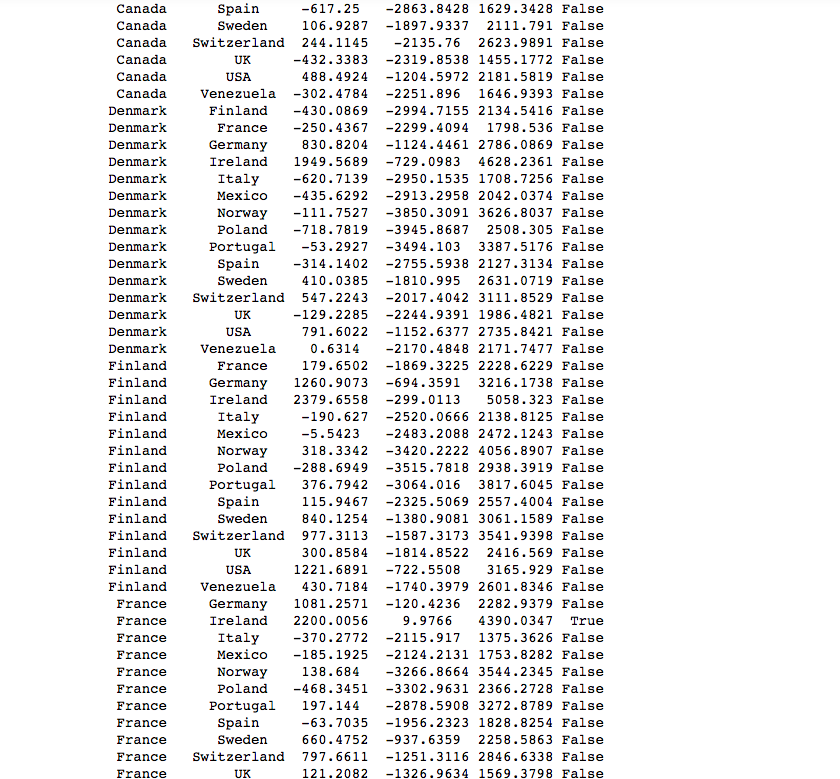 Canada Spain -617.25 -2863.8428 1629.3428 False
Canada Sweden 106.9287 -1897.9337 2111.791 False
Canada Switzerland 244.1145 -2135.76 2623.9891 False
Canada UK -432.3383 -2319.8538 1455.1772 False
Canada USA 488.4924 -1204.5972 2181.5819 False
Canada Venezuela -302.4784 -2251.896 1646.9393 False
Denmark Finland -430.0869 -2994.7155 2134.5416 False
Denmark France -250.4367 -2299.4094 1798.536 False
Denmark Germany 830.8204 -1124.4461 2786.0869 False
Denmark Ireland 1949.5689 -729.0983 4628.2361 False
Denmark Italy -620.7139 -2950.1535 1708.7256 False
Denmark Mexico -435.6292 -2913.2958 2042.0374 False
Denmark Norway -111.7527 -3850.3091 3626.8037 False
Denmark Poland -718.7819 -3945.8687 2508.305 False
Denmark Portugal -53.2927 -3494.103 3387.5176 False
Denmark Spain -314.1402 -2755.5938 2127.3134 False
Denmark Sweden 410.0385 -1810.995 2631.0719 False
Denmark Switzerland 547.2243 -2017.4042 3111.8529 False
Denmark UK -129.2285 -2244.9391 1986.4821 False
Denmark USA 791.6022 -1152.6377 2735.8421 False
Denmark Venezuela 0.6314 -2170.4848 2171.7477 False
Finland France 179.6502 -1869.3225 2228.6229 False
Finland Germany 1260.9073 -694.3591 3216.1738 False
Finland Ireland 2379.6558 -299.0113 5058.323 False
Finland Italy -190.627 -2520.0666 2138.8125 False
Finland Mexico -5.5423 -2483.2088 2472.1243 False
Finland Norway 318.3342 -3420.2222 4056.8907 False
Finland Poland -288.6949 -3515.7818 2938.3919 False
Finland Portugal 376.7942 -3064.016 3817.6045 False
Finland Spain 115.9467 -2325.5069 2557.4004 False
Finland Sweden 840.1254 -1380.9081 3061.1589 False
Finland Switzerland 977.3113 -1587.3173 3541.9398 False
Finland UK 300.8584 -1814.8522 2416.569 False
Finland USA 1221.6891 -722.5508 3165.929 False
Finland Venezuela 430.7184 -1740.3979 2601.8346 False
France Germany 1081.2571 -120.4236 2282.9379 False
France Ireland 2200.0056 9.9766 4390.0347 True
France Italy -370.2772 -2115.917 1375.3626 False
France Mexico -185.1925 -2124.2131 1753.8282 False
France Norway 138.684 -3266.8664 3544.2345 False
France Poland -468.3451 -3302.9631 2366.2728 False
France Portugal 197.144 -2878.5908 3272.8789 False
France Spain -63.7035 -1956.2323 1828.8254 False
France Sweden 660.4752 -937.6359 2258.5863 False
France Switzerland 797.6611 -1251.3116 2846.6338 False
France UK 121.2082 -1326.9634 1569.3798 False